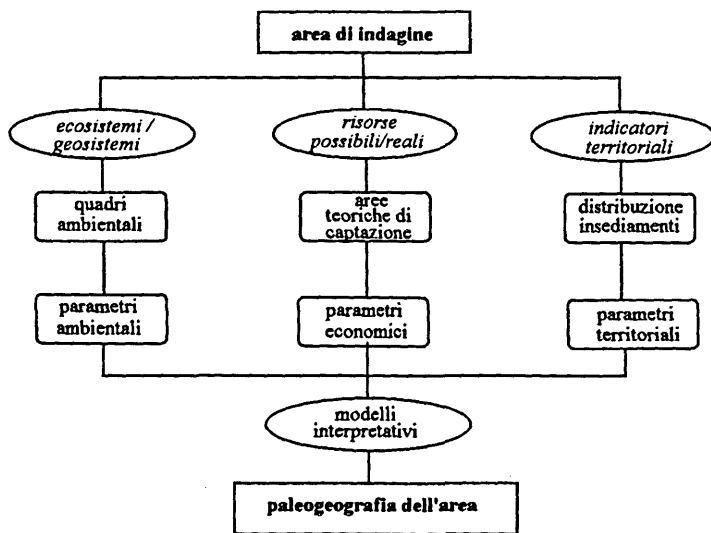 area di indagine
ecosistemi /
geosistemi
risorse
possibili/reali
indicatori
territoriali
quadri
ambientali
aree
teoriche di
captazione
distribuzione
insediamenti
parametri
ambientali
parametri
economici
parametri
territoriali
modelli
interpretativi
paleogeografia dell'area